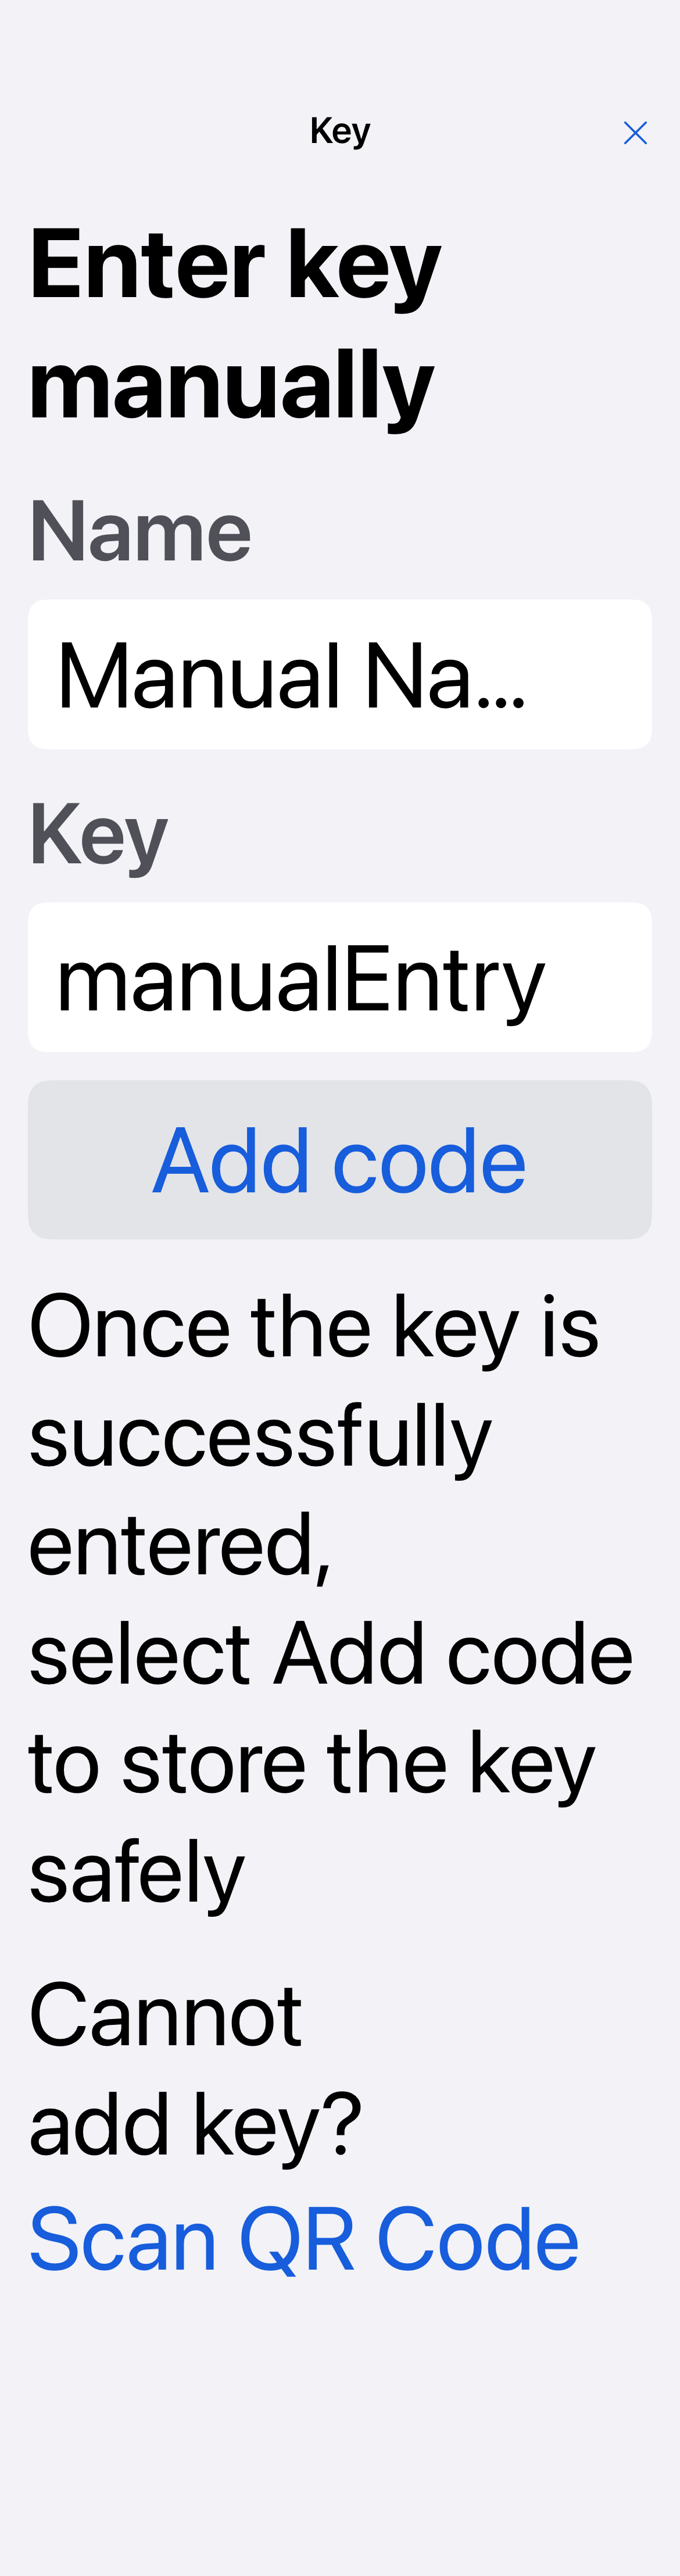 Key
Enter key
manually
Name
Manual Na...
Key
manualEntry
Add code
Once the key is
successfully
entered,
select Add code
to store the key
safely
Cannot
add key?
Scan QR Code